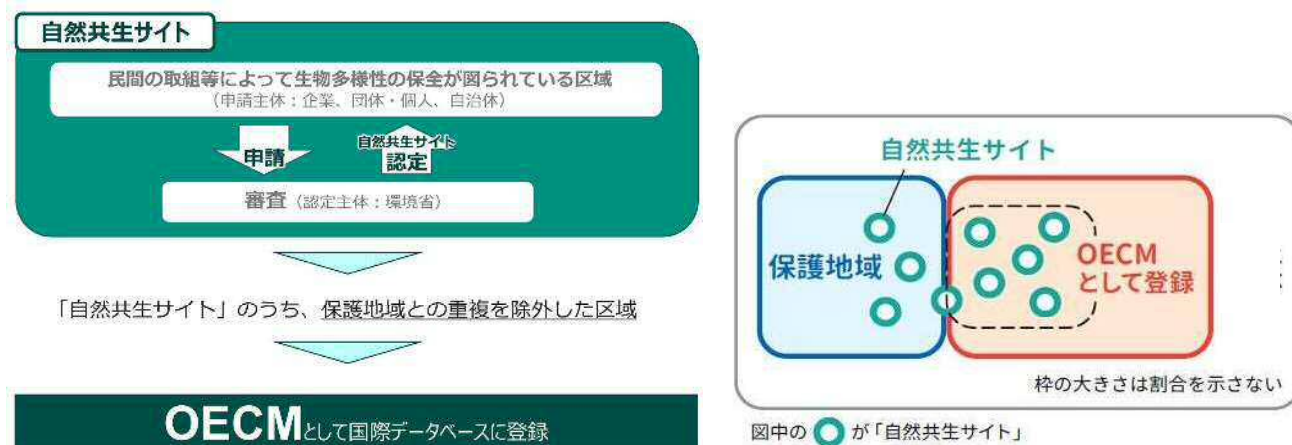 自然共生サイト
民間の取組等によって生物多様性の保全が図られている区域
（申請主体：企業、団体・個人、自治体）
申請
自然共生サイト
認定
審査（認定主体：環境省）
「自然共生サイト」のうち、保護地域との重複を除外した区域
OECMとして国際データベースに登録
自然共生サイト
保護地域
OECM
として登録
枠の大きさは割合を示さない
図中の が「自然共生サイト」